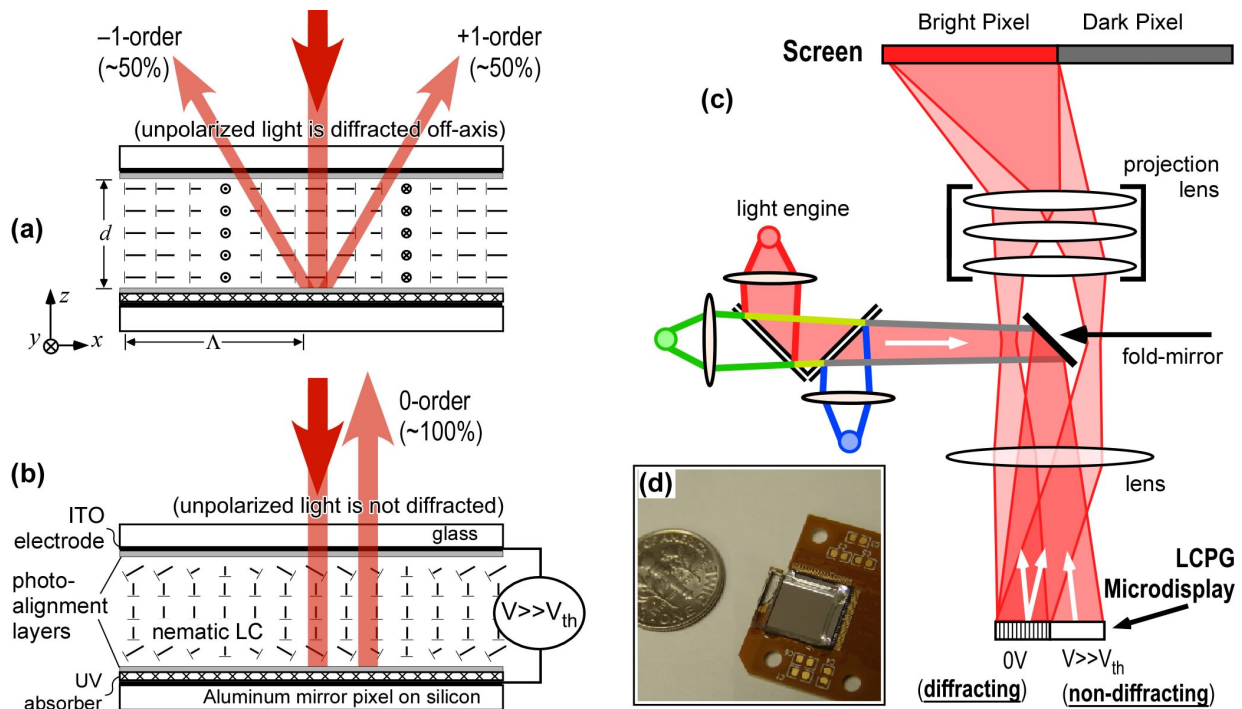 –1-order
(~50%)
+1-order
(~50%)
(unpolarized light is diffracted off-axis)
(a)
d
z
y
x
Λ
0-order
(~100%)
(b)
(unpolarized light is not diffracted)
ITO
electrode
glass
photo-
alignment
layers
nematic LC
V>>Vth
UV
absorber
Aluminum mirror pixel on silicon
Bright Pixel
Dark Pixel
Screen
(c)
projection
lens
light engine
fold-mirror
lens
LCPG
Microdisplay
0V
V>>Vth
(diffracting)
(non-diffracting)
(d)